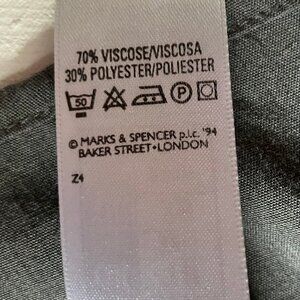 70% VISCOSE/VISCOSA
30% POLYESTER/POLIESTER
50 P
© MARKS & SPENCER p.l.c. '94
BAKER STREET•LONDON
Z4